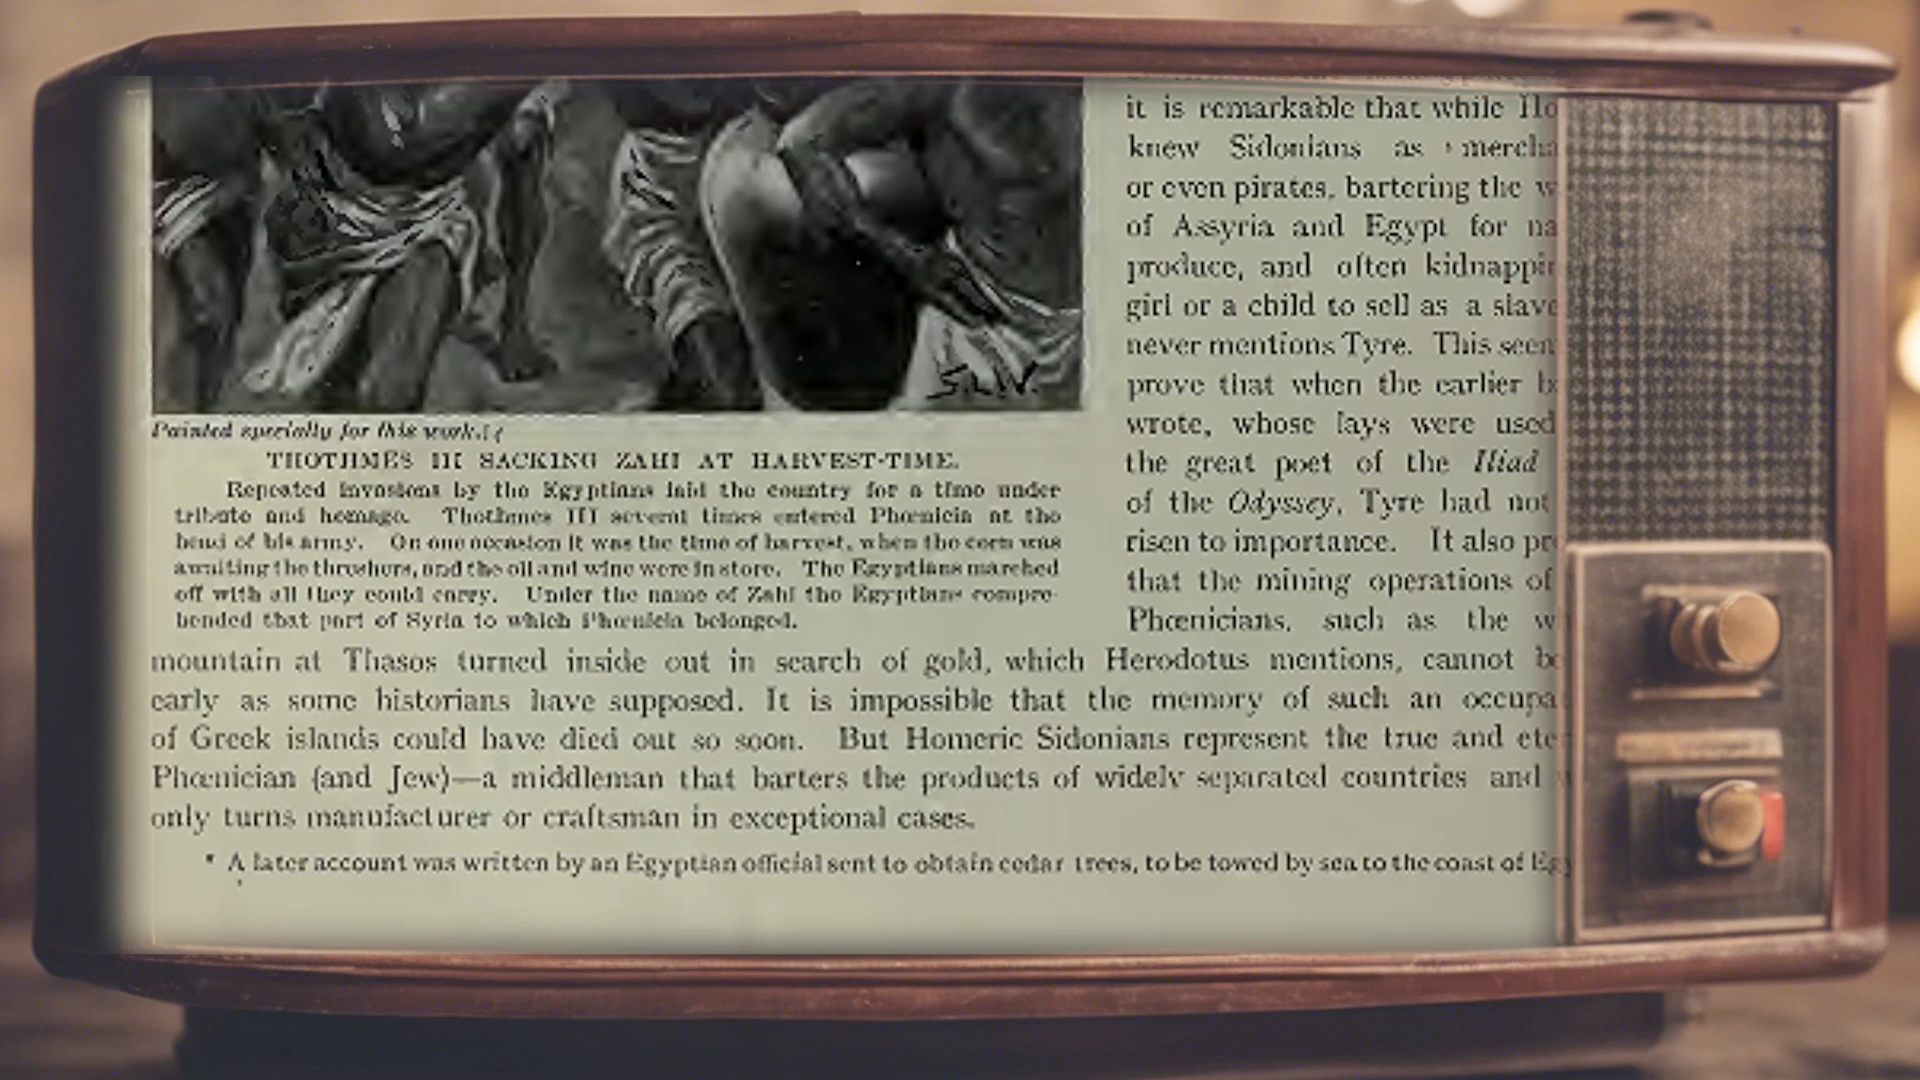 S.L.W.
Painted specially for this work.]
THOTHMES III SACKING ZAHI AT HARVEST-TIME.
Repeated invasions by the Egyptians laid the country for a time under
tribute and homage. Thothmes III several times entered Phœnicia at the
head of his army. On one occasion it was the time of harvest, when the corn was
awaiting the threshers, and the oil and wine were in store. The Egyptians marched
off with all they could carry. Under the name of Zahi the Egyptians compre-
hended that part of Syria to which Phœnicia belonged.
it is remarkable that while Ho
knew Sidonians as mercha
or even pirates, bartering the w
of Assyria and Egypt for na
produce, and often kidnappin
girl or a child to sell as a slave
never mentions Tyre. This seem
prove that when the earlier b
wrote, whose lays were used
the great poet of the Iliad
of the Odyssey, Tyre had not
risen to importance. It also pr
that the mining operations of
Phœnicians, such as the w
mountain at Thasos turned inside out in search of gold, which Herodotus mentions, cannot be
early as some historians have supposed. It is impossible that the memory of such an occupa
of Greek islands could have died out so soon. But Homeric Sidonians represent the true and eter
Phœnician (and Jew)—a middleman that barters the products of widely separated countries and
only turns manufacturer or craftsman in exceptional cases.
* A later account was written by an Egyptian official sent to obtain cedar trees, to be towed by sea to the coast of Egy